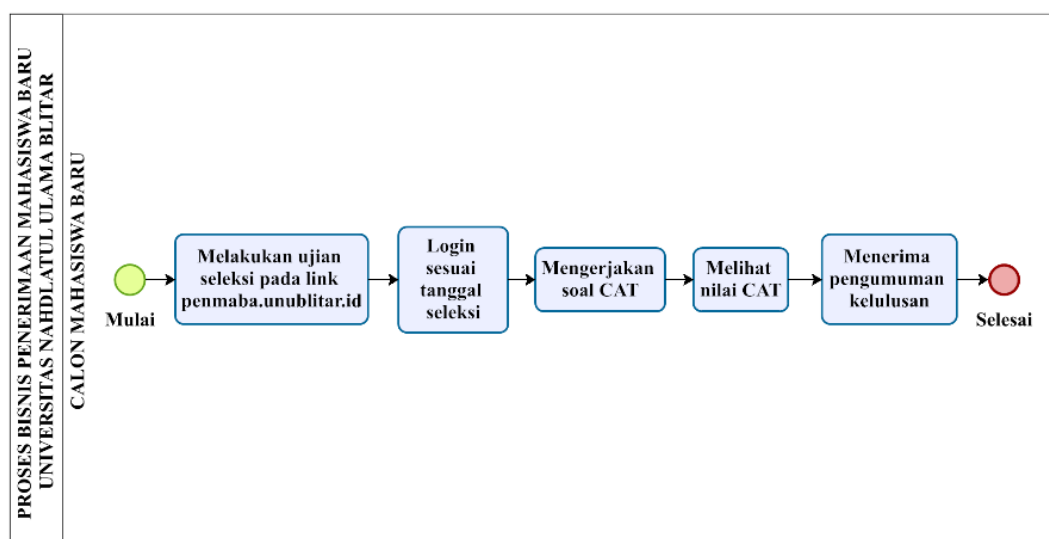 PROSES BISNIS PENERIMAAN MAHASISWA BARU
UNIVERSITAS NAHDLATUL ULAMA BLITAR
CALON MAHASISWA BARU
Mulai
Melakukan ujian
seleksi pada link
penmaba.unublitar.id
Login
sesuai
tanggal
seleksi
Mengerjakan
soal CAT
Melihat
nilai CAT
Menerima
pengumuman
kelulusan
Selesai